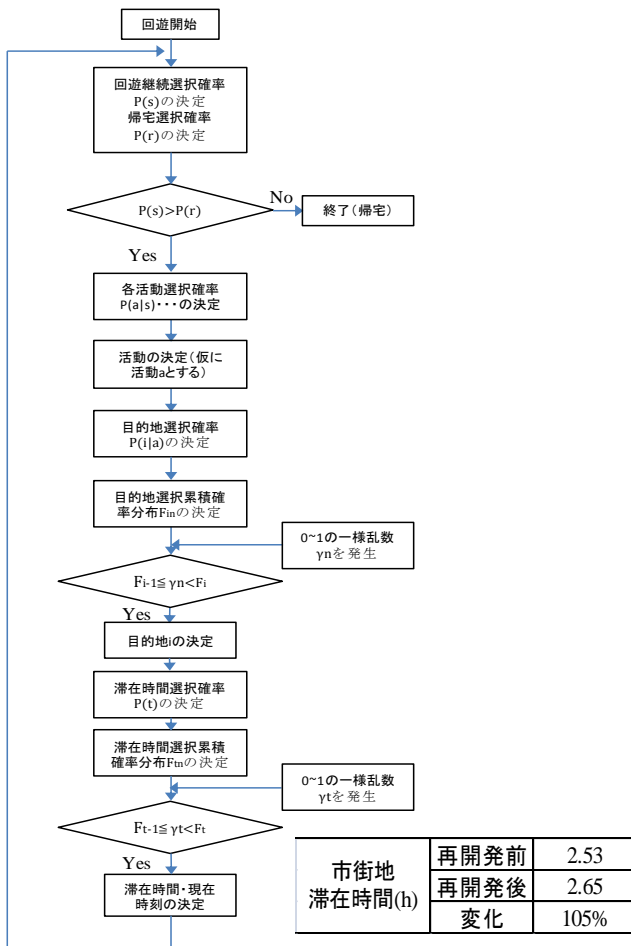 回遊開始
回遊継続選択確率
P(s)の決定
帰宅選択確率
P(r)の決定
P(s)>P(r)
No
終了（帰宅）
Yes
各活動選択確率
P(a|s)・・・の決定
活動の決定（仮に
活動aとする）
目的地選択確率
P(i|a)の決定
目的地選択累積確
率分布Finの決定
0~1の一様乱数
γnを発生
Fi-1≦γn<Fi
Yes
目的地iの決定
滞在時間選択確率
P(t)の決定
滞在時間選択累積
確率分布Ftnの決定
0~1の一様乱数
γtを発生
Ft-1≦γt<Ft
Yes
滞在時間・現在
時刻の決定
市街地
滞在時間(h)
再開発前 2.53
再開発後 2.65
変化 105%